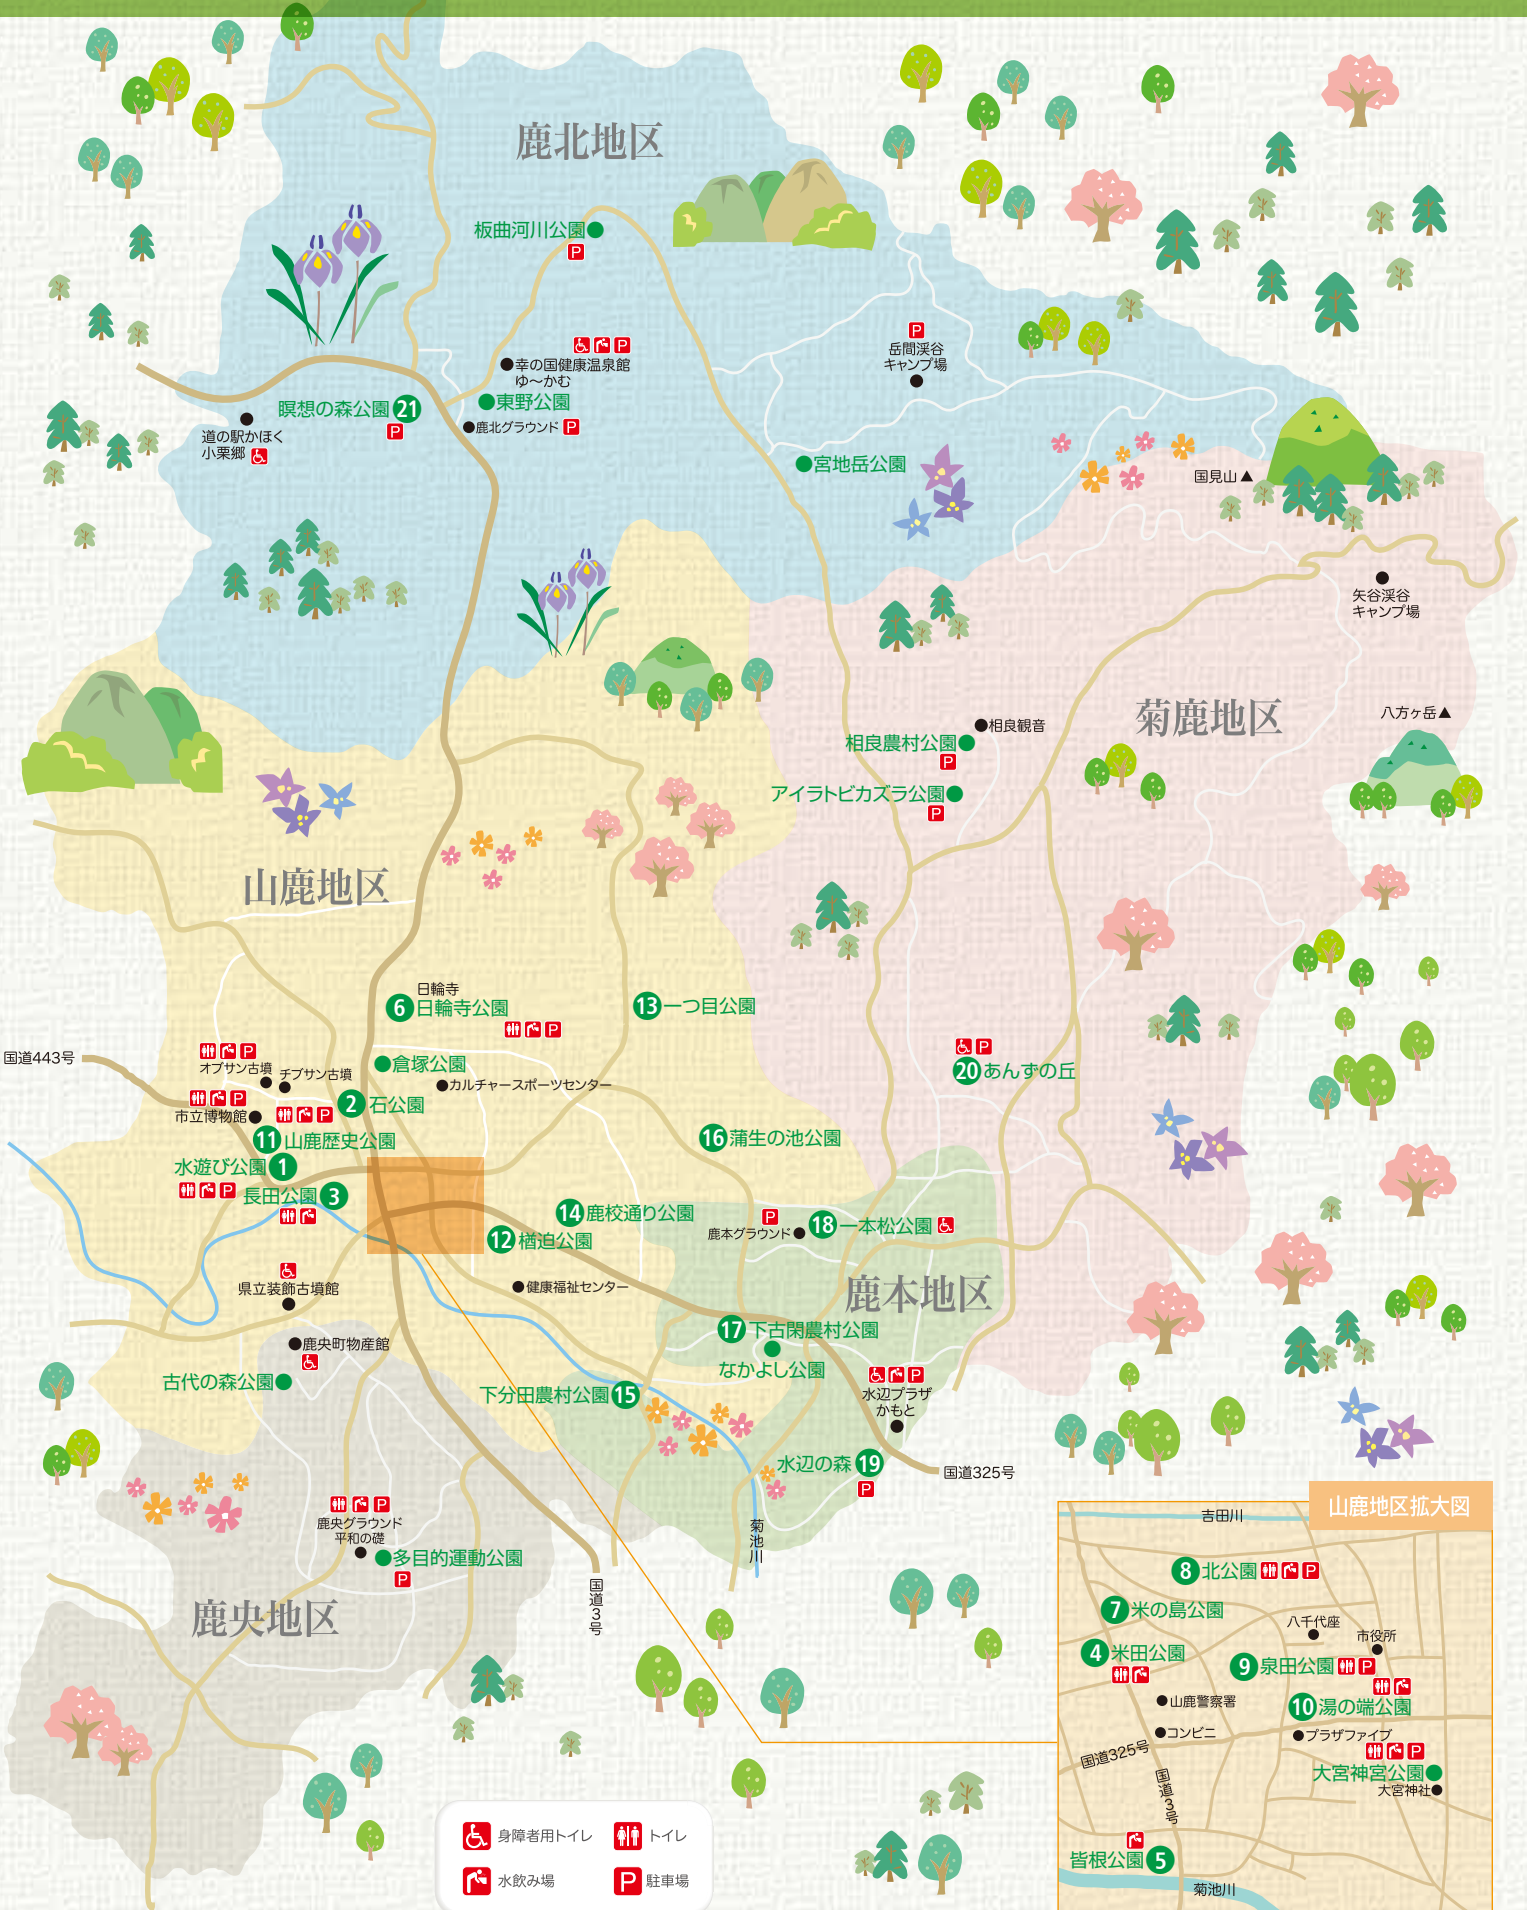 鹿北地区
板曲河川公園
P
岳間渓谷
キャンプ場
P
幸の国健康温泉館
ゆ〜かむ
P
東野公園
瞑想の森公園 21
P
鹿北グラウンド P
道の駅かほく
小栗郷
宮地岳公園
国見山▲
矢谷渓谷
キャンプ場
菊鹿地区
八方ヶ岳▲
相良観音
相良農村公園
P
アイラトビカズラ公園
P
山鹿地区
日輪寺
6 日輪寺公園
P
13 一つ目公園
国道443号
P
オブサン古墳
チブサン古墳
倉塚公園
カルチャースポーツセンター
P
20 あんずの丘
P
市立博物館
P
2 石公園
11 山鹿歴史公園
16 蒲生の池公園
水遊び公園 1
P
長田公園 3
14 鹿校通り公園
P
鹿本グラウンド
18 一本松公園
12 楢迫公園
県立装飾古墳館
健康福祉センター
鹿本地区
17 下古閑農村公園
なかよし公園
鹿央町物産館
古代の森公園
下分田農村公園 15
P
水辺プラザ
かもと
水辺の森 19
P
国道325号
菊池川
P
鹿央グラウンド
平和の礎
多目的運動公園
P
国道3号
鹿央地区
山鹿地区拡大図
吉田川
8 北公園 P
7 米の島公園
八千代座
市役所
4 米田公園
9 泉田公園 P
山鹿警察署
10 湯の端公園
コンビニ
プラザファイブ
国道325号
P
国道3号
大宮神宮公園
大宮神社
皆根公園 5
菊池川
身障者用トイレ
トイレ
水飲み場
P 駐車場